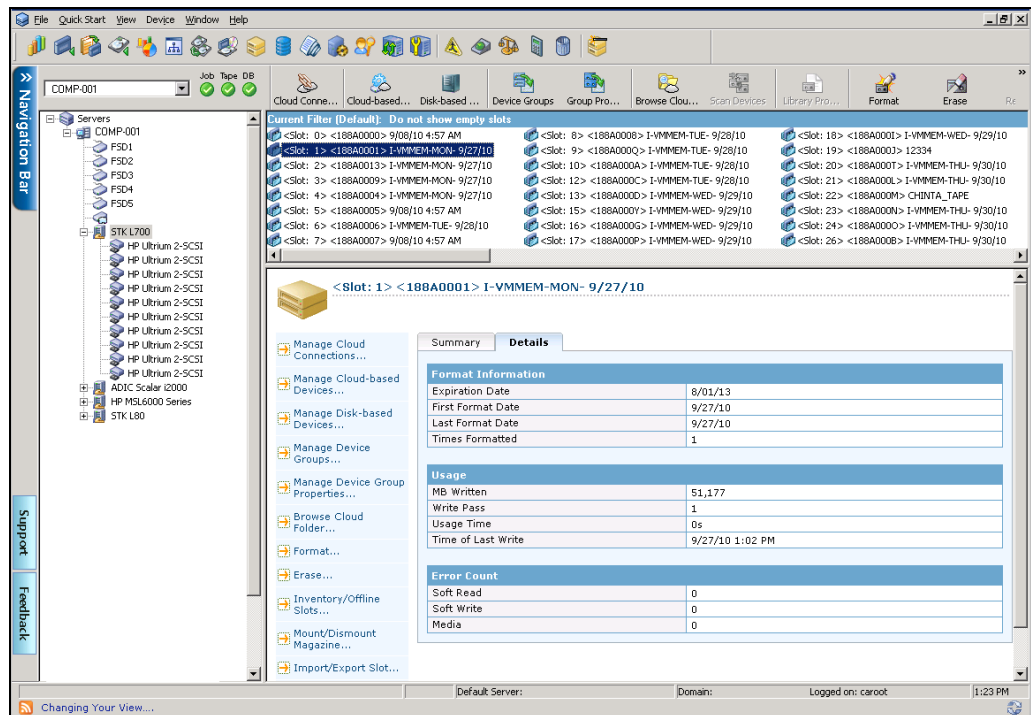 File Quick Start View Device Window Help
» Navigation Bar
COMP-001
Job Tape DB
Cloud Conne... Cloud-based... Disk-based ... Device Groups Group Pro... Browse Clou... Scan Devices Library Pro... Format Erase Re
»
Servers
COMP-001
FSD1
FSD2
FSD3
FSD4
FSD5
STK L700
HP Ultrium 2-SCSI
HP Ultrium 2-SCSI
HP Ultrium 2-SCSI
HP Ultrium 2-SCSI
HP Ultrium 2-SCSI
HP Ultrium 2-SCSI
HP Ultrium 2-SCSI
HP Ultrium 2-SCSI
HP Ultrium 2-SCSI
HP Ultrium 2-SCSI
ADIC Scalar i2000
HP MSL6000 Series
STK L80
Support
Feedback
Current Filter (Default): Do not show empty slots
<Slot: 0> <188A0000> 9/08/10 4:57 AM
<Slot: 1> <188A0001> I-VMMEM-MON- 9/27/10
<Slot: 2> <188A0013> I-VMMEM-MON- 9/27/10
<Slot: 3> <188A0009> I-VMMEM-MON- 9/27/10
<Slot: 4> <188A0004> I-VMMEM-MON- 9/27/10
<Slot: 5> <188A0005> 9/08/10 4:57 AM
<Slot: 6> <188A0006> I-VMMEM-TUE- 9/28/10
<Slot: 7> <188A0007> 9/08/10 4:57 AM
<Slot: 8> <188A0008> I-VMMEM-TUE- 9/28/10
<Slot: 9> <188A000Q> I-VMMEM-TUE- 9/28/10
<Slot: 10> <188A000A> I-VMMEM-TUE- 9/28/10
<Slot: 12> <188A000C> I-VMMEM-TUE- 9/28/10
<Slot: 13> <188A000D> I-VMMEM-WED- 9/29/10
<Slot: 15> <188A000Y> I-VMMEM-WED- 9/29/10
<Slot: 16> <188A000G> I-VMMEM-WED- 9/29/10
<Slot: 17> <188A000P> I-VMMEM-WED- 9/29/10
<Slot: 18> <188A000I> I-VMMEM-WED- 9/29/10
<Slot: 19> <188A000J> 12334
<Slot: 20> <188A000T> I-VMMEM-THU- 9/30/10
<Slot: 21> <188A000L> I-VMMEM-THU- 9/30/10
<Slot: 22> <188A000M> CHINTA_TAPE
<Slot: 23> <188A000N> I-VMMEM-THU- 9/30/10
<Slot: 24> <188A000O> I-VMMEM-THU- 9/30/10
<Slot: 26> <188A000B> I-VMMEM-THU- 9/30/10
<Slot: 1> <188A0001> I-VMMEM-MON- 9/27/10
Manage Cloud
Connections...
Manage Cloud-based
Devices...
Manage Disk-based
Devices...
Manage Device
Groups...
Manage Device Group
Properties...
Browse Cloud
Folder...
Format...
Erase...
Inventory/Offline
Slots...
Mount/Dismount
Magazine...
Import/Export Slot...
Summary Details
Format Information
Expiration Date 8/01/13
First Format Date 9/27/10
Last Format Date 9/27/10
Times Formatted 1
Usage
MB Written 51,177
Write Pass 1
Usage Time 0s
Time of Last Write 9/27/10 1:02 PM
Error Count
Soft Read 0
Soft Write 0
Media 0
Default Server: Domain: Logged on: caroot 1:23 PM
Changing Your View....